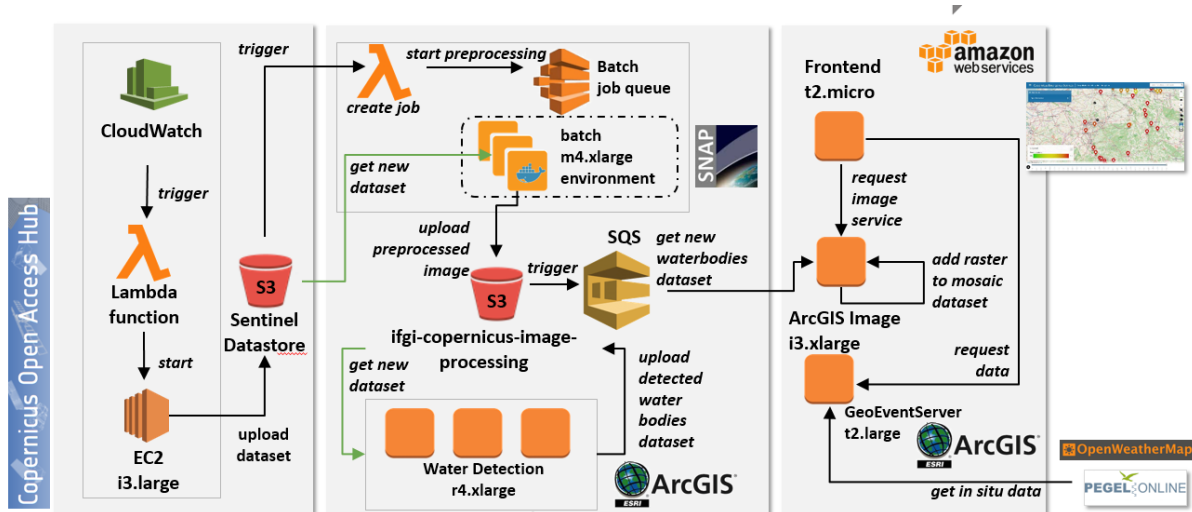 Copernicus Open Access Hub
CloudWatch
trigger
Lambda
function
start
EC2
i3.large
upload
dataset
S3
Sentinel
Datastore
trigger
create job
start preprocessing
Batch
job queue
batch
m4.xlarge
environment
SNAP
get new
dataset
upload
preprocessed
image
S3
trigger
SQS
get new
waterbodies
dataset
ifgi-copernicus-image-
processing
get new
dataset
upload
detected
water
bodies
dataset
Water Detection
r4.xlarge
esri
ArcGIS
amazon
web services
Frontend
t2.micro
request
image
service
add raster
to mosaic
dataset
ArcGIS Image
i3.xlarge
request
data
GeoEventServer
t2.large
esri
ArcGIS
get in situ data
OpenWeatherMap
PEGEL ONLINE